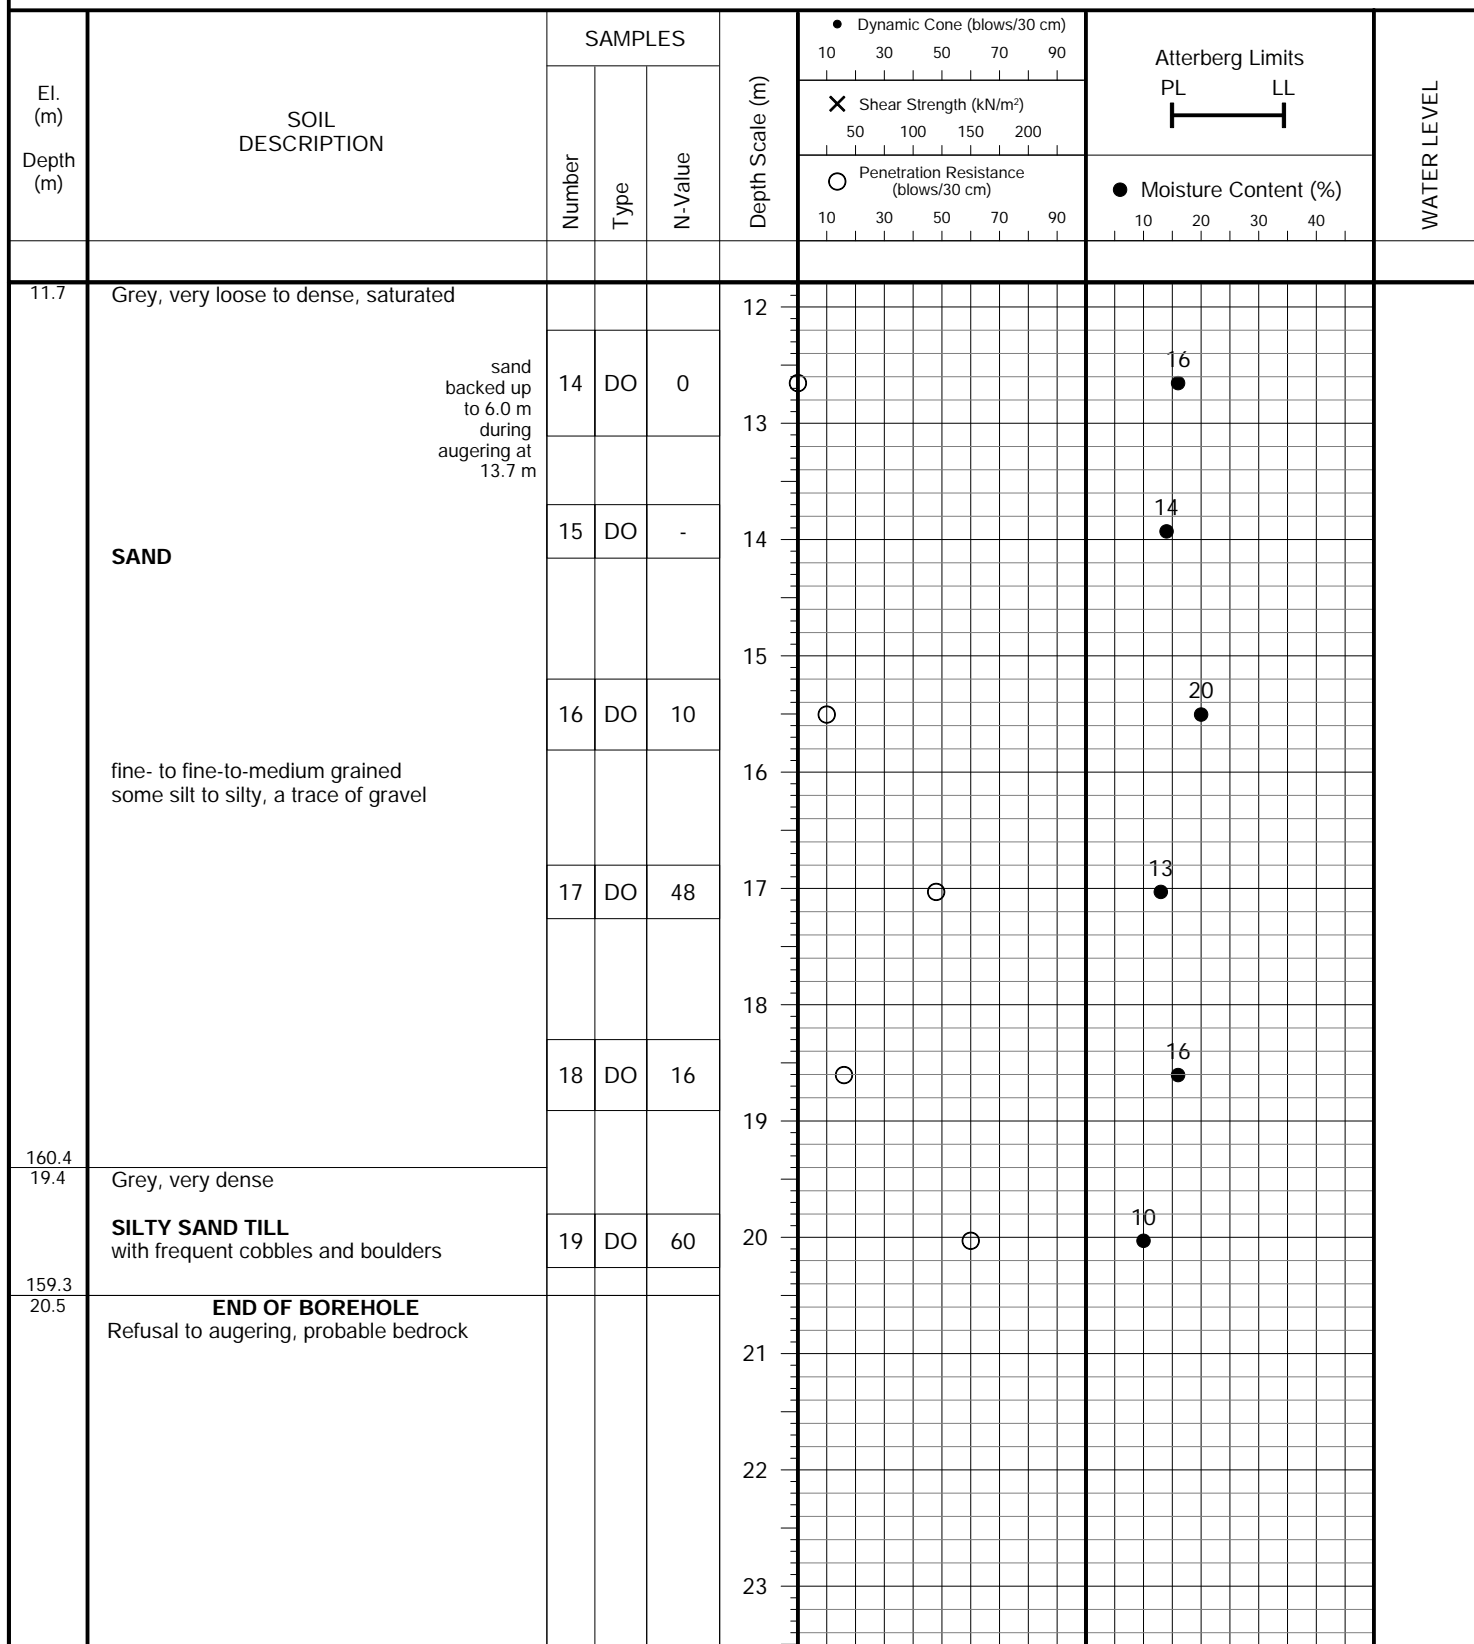 El.
(m)
Depth
(m)
SOIL
DESCRIPTION
SAMPLES
Number
Type
N-Value
Depth Scale (m)
Dynamic Cone (blows/30 cm)
10 30 50 70 90
Shear Strength (kN/m²)
50 100 150 200
Penetration Resistance
(blows/30 cm)
10 30 50 70 90
Atterberg Limits
PL LL
Moisture Content (%)
10 20 30 40
WATER LEVEL
11.7 Grey, very loose to dense, saturated
12
sand
backed up
to 6.0 m
during
augering at
13.7 m
14 DO 0
16
13
15 DO -
14
14
SAND
15
16 DO 10
20
fine- to fine-to-medium grained
some silt to silty, a trace of gravel
16
17 DO 48
17
13
18
18 DO 16
16
19
160.4
19.4 Grey, very dense
SILTY SAND TILL
with frequent cobbles and boulders
19 DO 60
20
10
159.3
20.5 END OF BOREHOLE
Refusal to augering, probable bedrock
21
22
23